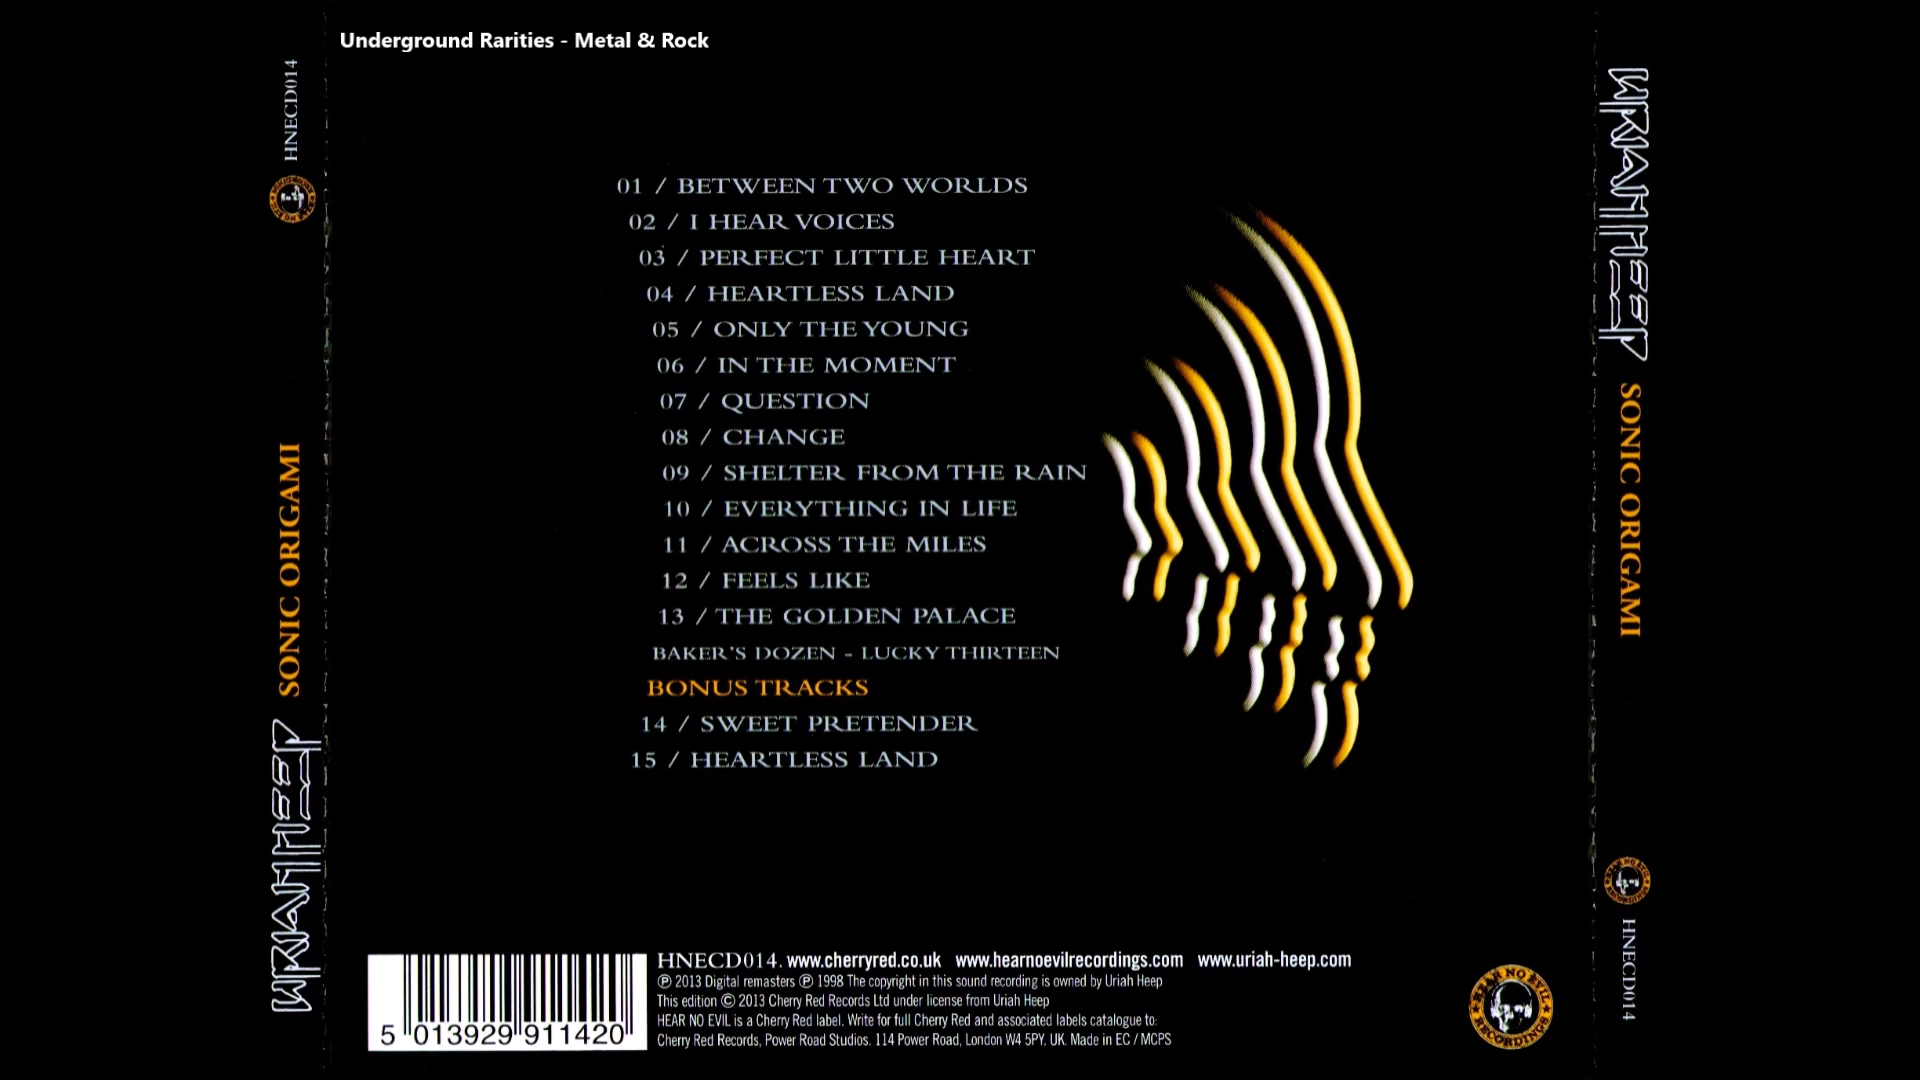 Underground Rarities - Metal & Rock
HNECD014
SONIC ORIGAMI
URIAH HEEP
01 / BETWEEN TWO WORLDS
02 / I HEAR VOICES
03 / PERFECT LITTLE HEART
04 / HEARTLESS LAND
05 / ONLY THE YOUNG
06 / IN THE MOMENT
07 / QUESTION
08 / CHANGE
09 / SHELTER FROM THE RAIN
10 / EVERYTHING IN LIFE
11 / ACROSS THE MILES
12 / FEELS LIKE
13 / THE GOLDEN PALACE
BAKER'S DOZEN - LUCKY THIRTEEN
BONUS TRACKS
14 / SWEET PRETENDER
15 / HEARTLESS LAND
5 013929 911420
HNECD014. www.cherryred.co.uk www.hearnoevilrecordings.com www.uriah-heep.com
Ⓟ 2013 Digital remasters Ⓟ 1998 The copyright in this sound recording is owned by Uriah Heep
This edition © 2013 Cherry Red Records Ltd under license from Uriah Heep
HEAR NO EVIL is a Cherry Red label. Write for full Cherry Red and associated labels catalogue to:
Cherry Red Records, Power Road Studios. 114 Power Road, London W4 5PY. UK. Made in EC / MCPS
HEAR NO EVIL
RECORDINGS
URIAH HEEP
SONIC ORIGAMI
HNECD014